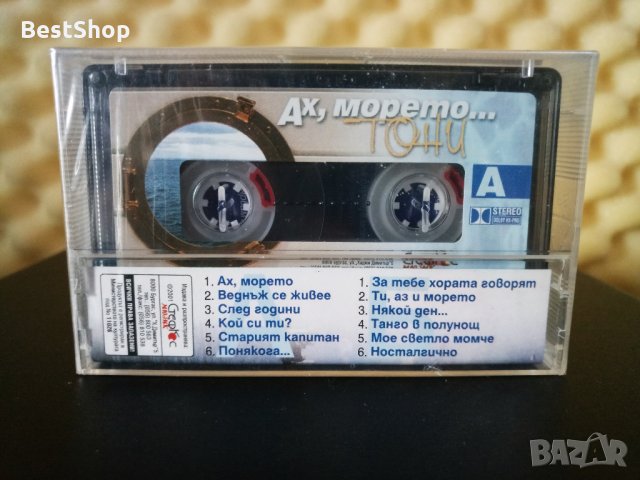 BestShop
Ах, морето...
ТОНИ
A
STEREO
1. Ах, морето
2. Веднъж се живее
3. След години
4. Кой си ти?
5. Старият капитан
6. Понякога...
1. За тебе хората говорят
2. Ти, аз и морето
3. Някой ден...
4. Танго в полунощ
5. Мое светло момче
6. Носталгично
Издава и разпространява
©2001
ВСИЧКИ ПРАВА ЗАПАЗЕНИ!
BAZAR